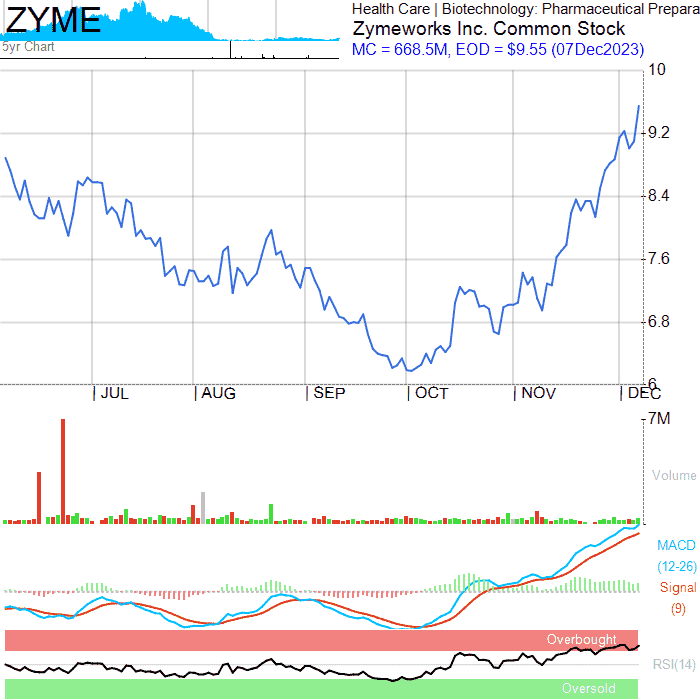 ZYME
5yr Chart
Health Care | Biotechnology: Pharmaceutical Prepara
Zymeworks Inc. Common Stock
MC = 668.5M, EOD = $9.55 (07Dec2023)
10
9.2
8.4
7.6
6.8
6
| JUL
| AUG
| SEP
| OCT
| NOV
| DEC
7M
Volume
MACD
(12-26)
Signal
(9)
Overbought
RSI(14)
Oversold